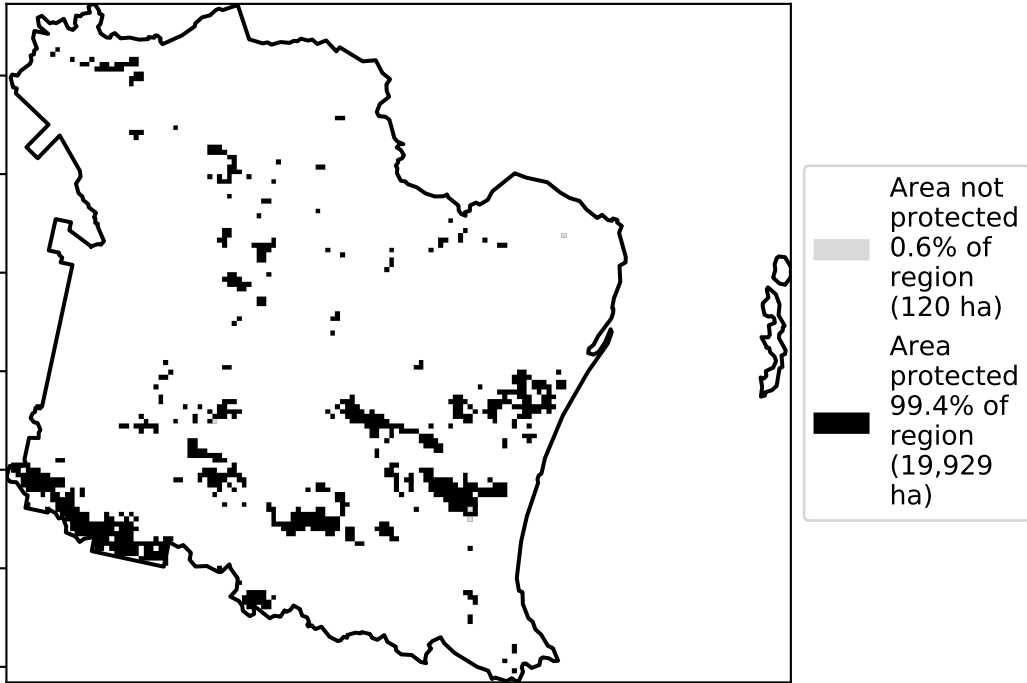 Area not
protected
0.6% of
region
(120 ha)
Area
protected
99.4% of
region
(19,929
ha)